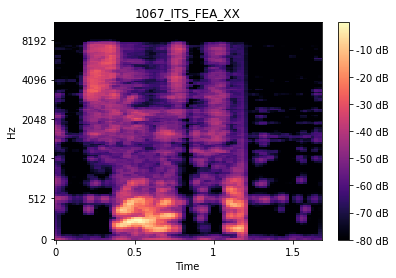 1067_ITS_FEA_XX
8192
4096
2048
1024
512
0
Hz
0
0.5
1
1.5
Time
-10 dB
-20 dB
-30 dB
-40 dB
-50 dB
-60 dB
-70 dB
-80 dB